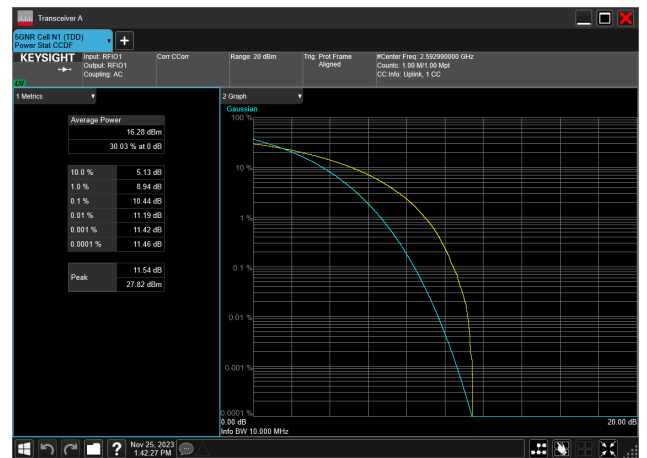 Transceiver A
5GNR Cell N1 (TDD)
Power Stat CCDF
KEYSIGHT
Input: RFIO1
Output: RFIO1
Coupling: AC
Corr CCorr
Range: 20 dBm
Trig: Prot Frame
Aligned
#Center Freq: 2.592990000 GHz
Counts: 1.00 M/1.00 Mpt
CC Info: Uplink, 1 CC
LXI
1 Metrics
Average Power
16.28 dBm
30.03 % at 0 dB
10.0 % 5.13 dB
1.0 % 8.94 dB
0.1 % 10.44 dB
0.01 % 11.19 dB
0.001 % 11.42 dB
0.0001 % 11.46 dB
Peak
11.54 dB
27.82 dBm
2 Graph
Gaussian
100 %
10 %
1 %
0.1 %
0.01 %
0.001 %
0.0001 %
0.00 dB
20.00 dB
Info BW 10.000 MHz
Nov 25, 2023
1:42:27 PM